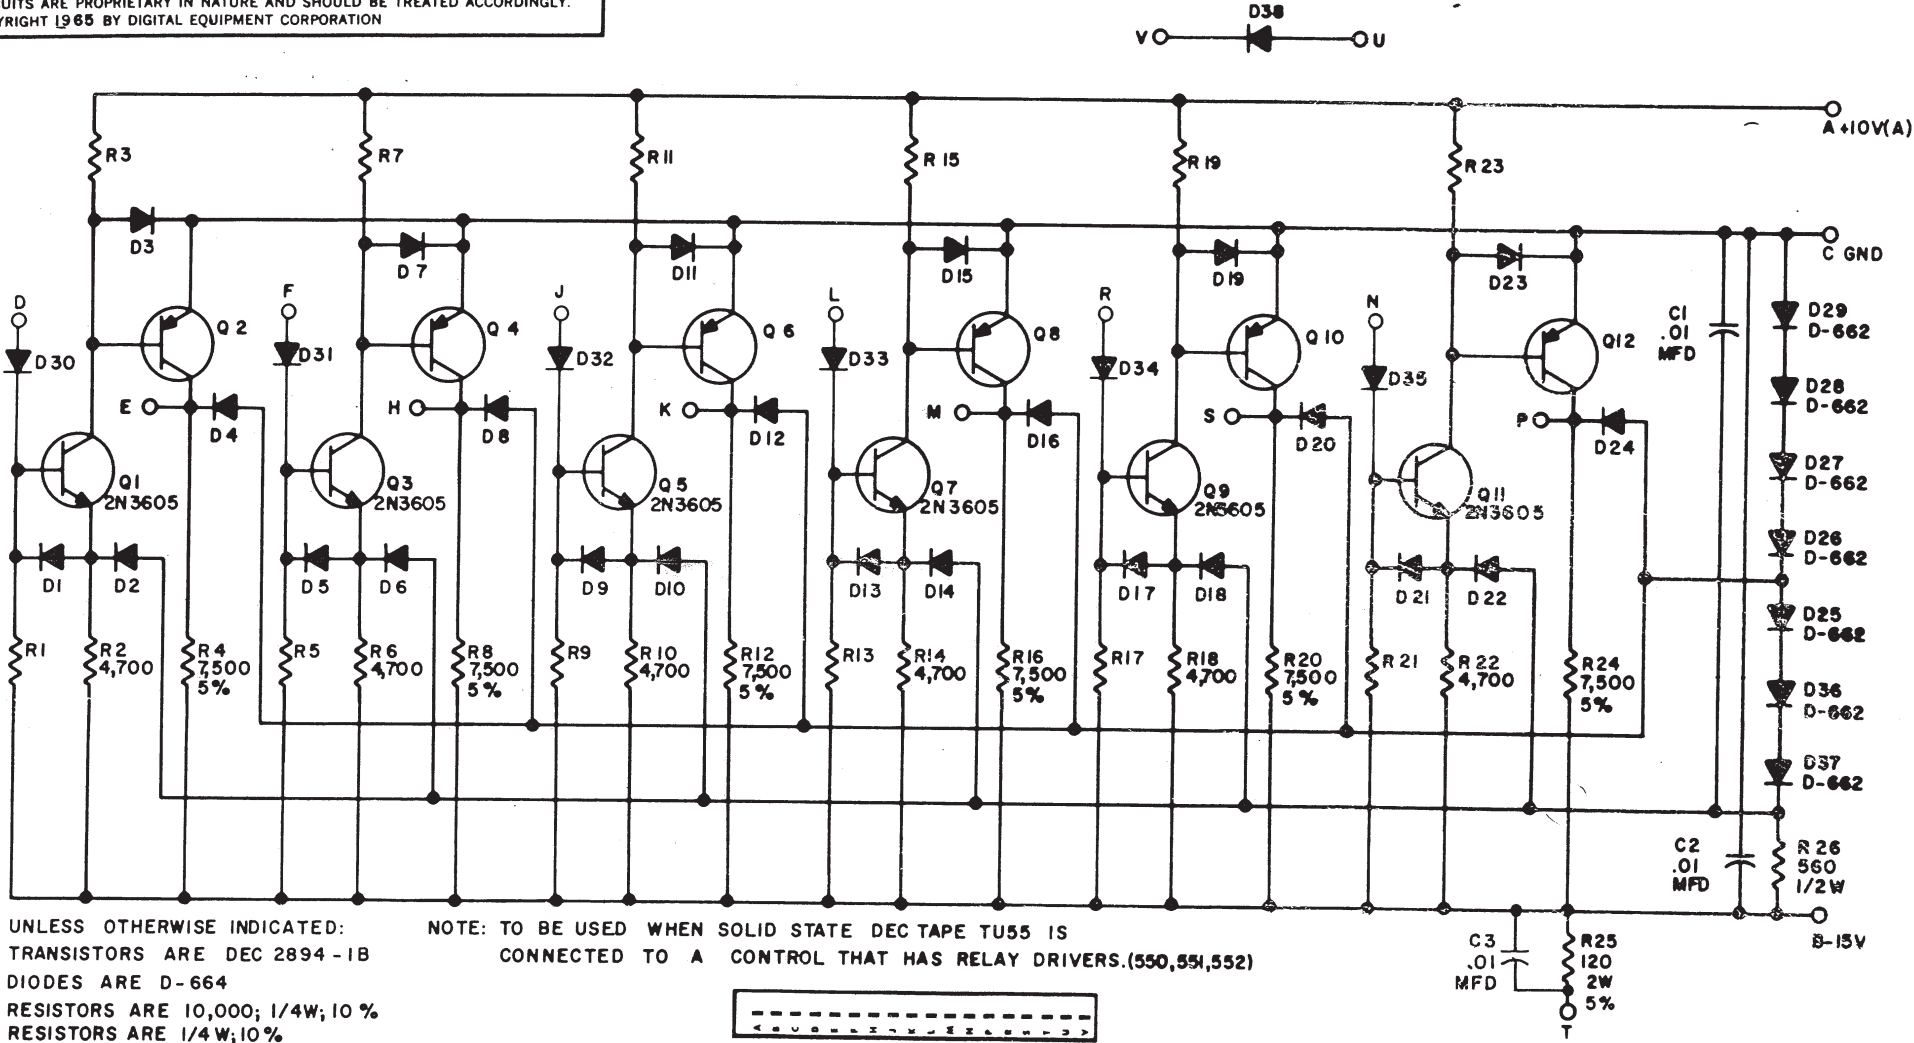 UITS ARE PROPRIETARY IN NATURE AND SHOULD BE TREATED ACCORDINGLY.
YRIGHT 1965 BY DIGITAL EQUIPMENT CORPORATION
D38
V
U
A +10V(A)
R3
R7
R11
R15
R19
R23
D3
D7
D11
D15
D19
D23
C GND
D
F
J
L
R
N
Q2
Q4
Q6
Q8
Q10
Q12
C1
.01
MFD
D29
D-662
D30
D31
D32
D33
D34
D35
D28
D-662
E
H
K
M
S
P
D4
D8
D12
D16
D20
D24
D27
D-662
Q1
2N3605
Q3
2N3605
Q5
2N3605
Q7
2N3605
Q9
2N3605
Q11
2N3605
D26
D-662
D1
D2
D5
D6
D9
D10
D13
D14
D17
D18
D21
D22
D25
D-662
R1
R2
4,700
R4
7,500
5%
R5
R6
4,700
R8
7,500
5%
R9
R10
4,700
R12
7,500
5%
R13
R14
4,700
R16
7,500
5%
R17
R18
4,700
R20
7,500
5%
R21
R22
4,700
R24
7,500
5%
D36
D-662
D37
D-662
C2
.01
MFD
R26
560
1/2W
B-15V
C3
.01
MFD
R25
120
2W
5%
T
UNLESS OTHERWISE INDICATED:
TRANSISTORS ARE DEC 2894-1B
DIODES ARE D-664
RESISTORS ARE 10,000; 1/4W; 10%
RESISTORS ARE 1/4W; 10%
NOTE: TO BE USED WHEN SOLID STATE DEC TAPE TU55 IS
CONNECTED TO A CONTROL THAT HAS RELAY DRIVERS.(550,551,552)